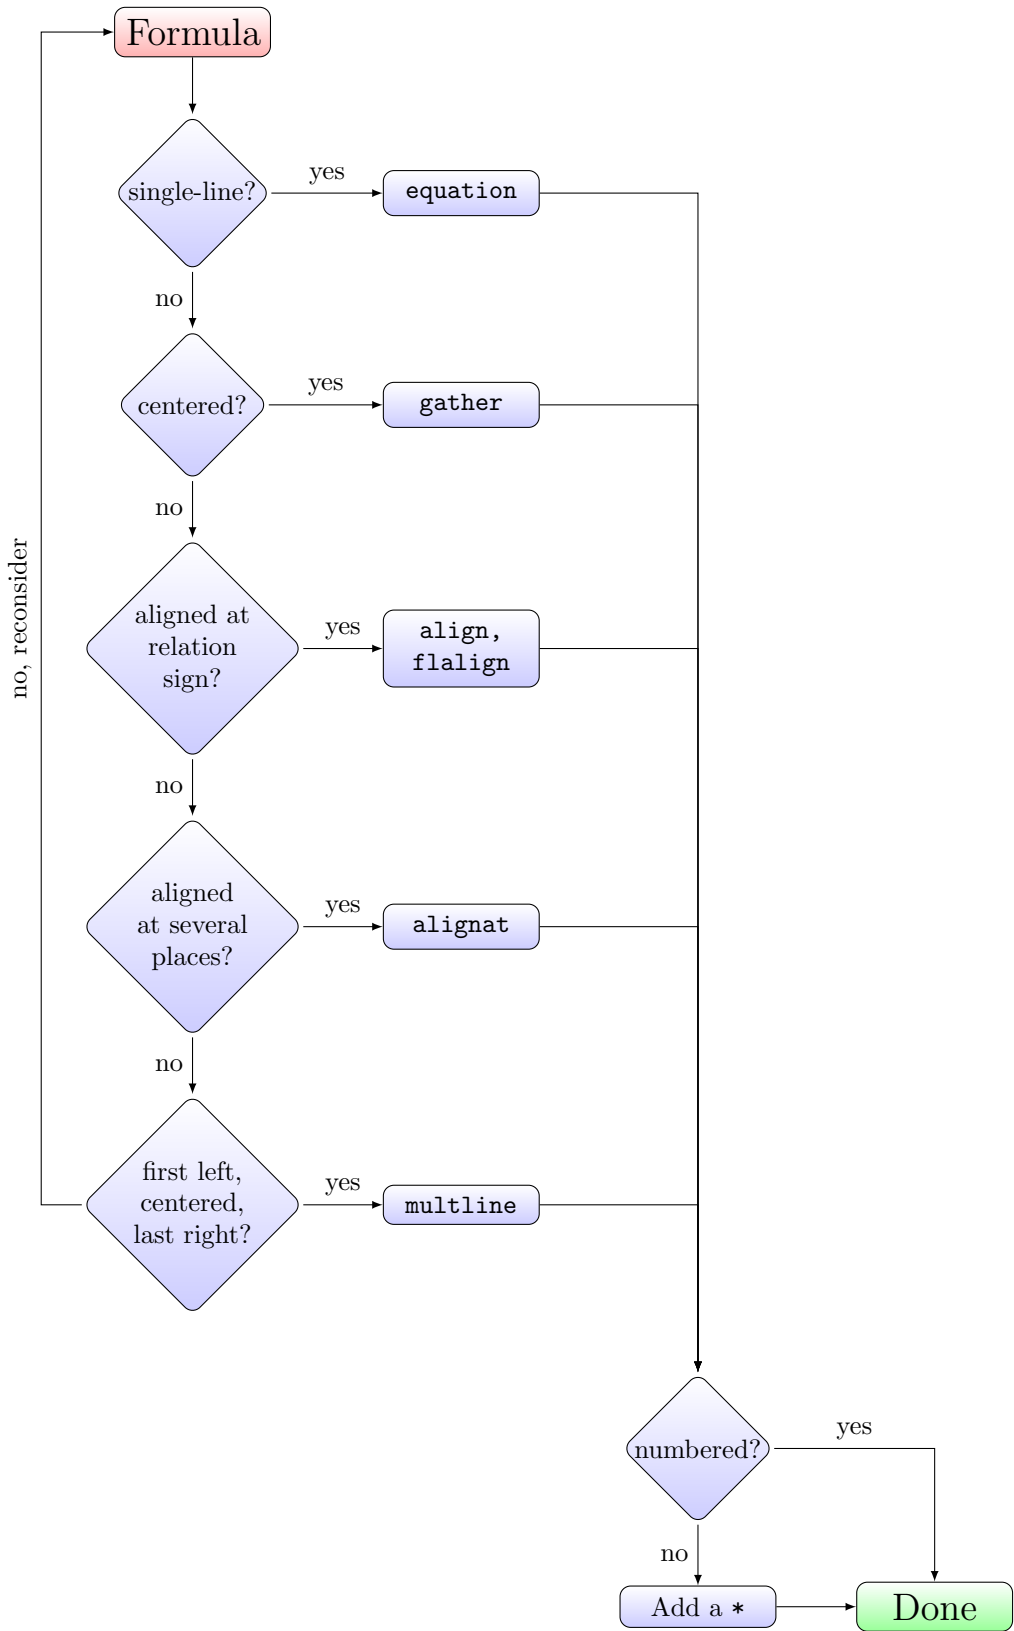 Formula
single-line?
yes
equation
no
centered?
yes
gather
no
no, reconsider
aligned at
relation
sign?
yes
align,
flalign
no
aligned
at several
places?
yes
alignat
no
first left,
centered,
last right?
yes
multline
numbered?
yes
no
Add a *
Done